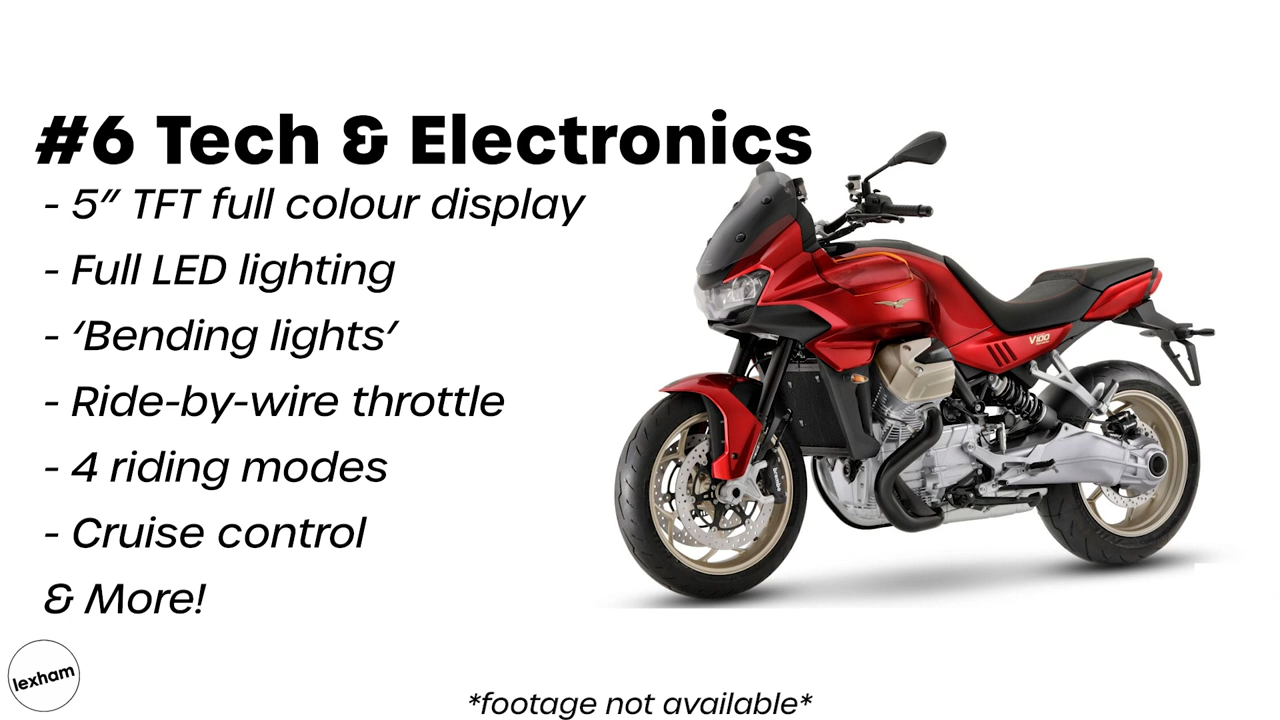 #6 Tech & Electronics
- 5” TFT full colour display
- Full LED lighting
- ‘Bending lights’
- Ride-by-wire throttle
- 4 riding modes
- Cruise control
& More!
V100
brembo
lexham
*footage not available*